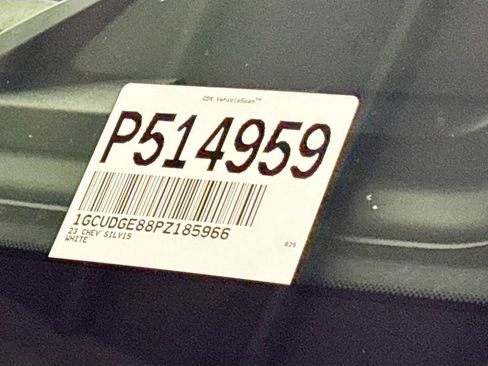 CDK VehicleScan™
P514959
1GCUDGE88PZ185966
23 CHEV SILV15
WHITE
826